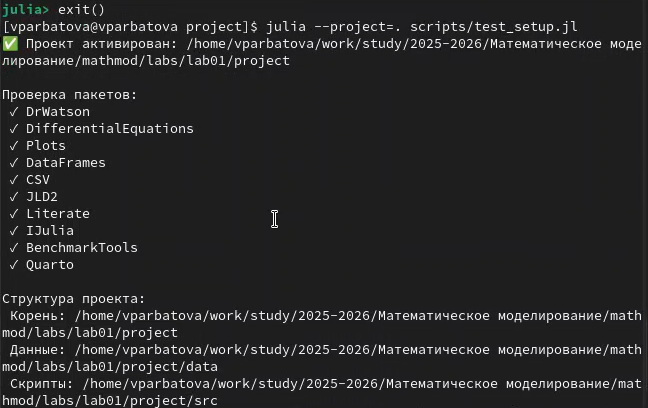 julia> exit()
[vparbatova@vparbatova project]$ julia --project=. scripts/test_setup.jl
✅ Проект активирован: /home/vparbatova/work/study/2025-2026/Математическое моде
лирование/mathmod/labs/lab01/project
Проверка пакетов:
✓ DrWatson
✓ DifferentialEquations
✓ Plots
✓ DataFrames
✓ CSV
✓ JLD2
✓ Literate
✓ IJulia
✓ BenchmarkTools
✓ Quarto
Структура проекта:
Корень: /home/vparbatova/work/study/2025-2026/Математическое моделирование/math
mod/labs/lab01/project
Данные: /home/vparbatova/work/study/2025-2026/Математическое моделирование/math
mod/labs/lab01/project/data
Скрипты: /home/vparbatova/work/study/2025-2026/Математическое моделирование/mat
hmod/labs/lab01/project/src